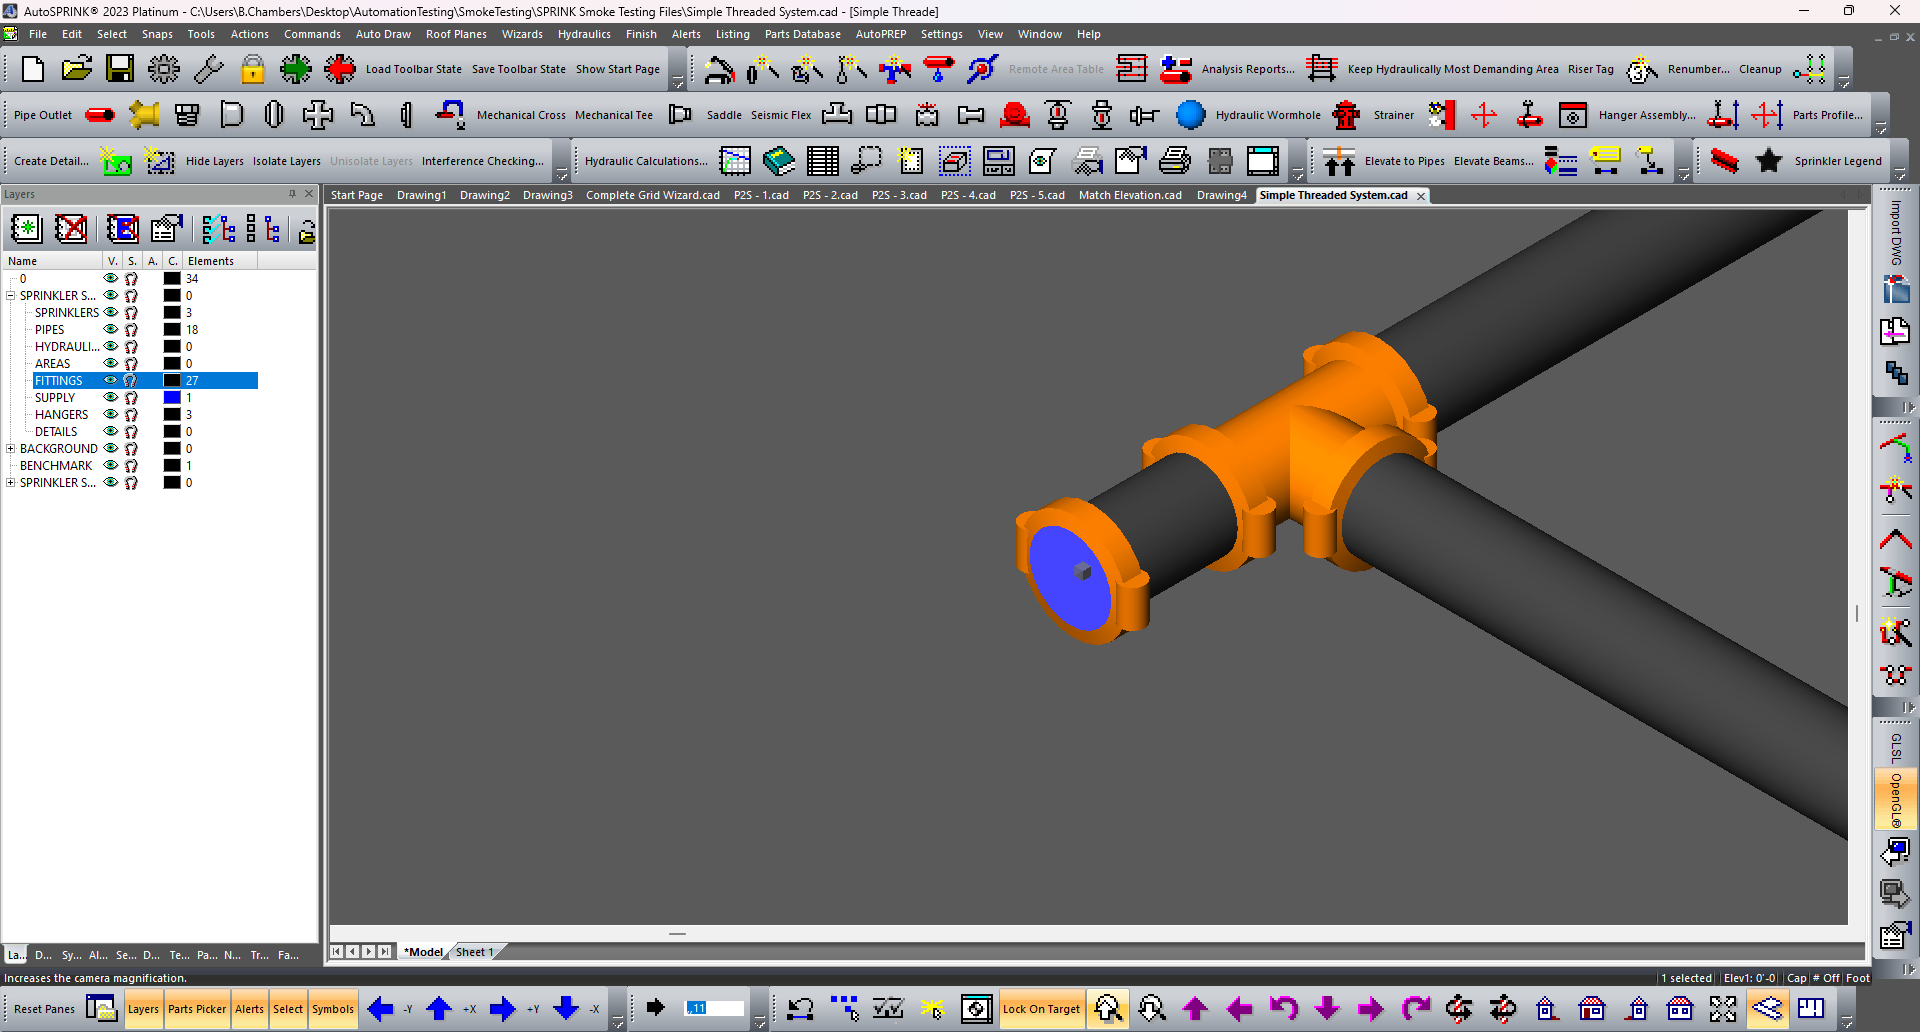 AutoSPRINK® 2023 Platinum - C:\Users\B.Chambers\Desktop\AutomationTesting\SmokeTesting\SPRINK Smoke Testing Files\Simple Threaded System.cad - [Simple Threade]
File Edit Select Snaps Tools Actions Commands Auto Draw Roof Planes Wizards Hydraulics Finish Alerts Listing Parts Database AutoPREP Settings View Window Help
Load Toolbar State Save Toolbar State Show Start Page Remote Area Table Analysis Reports... Keep Hydraulically Most Demanding Area Riser Tag Renumber... Cleanup
Pipe Outlet Mechanical Cross Mechanical Tee Saddle Seismic Flex Hydraulic Wormhole Strainer Hanger Assembly... Parts Profile...
Create Detail... Hide Layers Isolate Layers Unisolate Layers Interference Checking... Hydraulic Calculations... Elevate to Pipes Elevate Beams... Sprinkler Legend
Layers
Start Page Drawing1 Drawing2 Drawing3 Complete Grid Wizard.cad P2S - 1.cad P2S - 2.cad P2S - 3.cad P2S - 4.cad P2S - 5.cad Match Elevation.cad Drawing4 Simple Threaded System.cad
Name V. S. A. C. Elements
0 34
SPRINKLER S... 0
SPRINKLERS 3
PIPES 18
HYDRAULI... 0
AREAS 0
FITTINGS 27
SUPPLY 1
HANGERS 3
DETAILS 0
BACKGROUND 0
BENCHMARK 1
SPRINKLER S... 0
Import DWG
GLSL
OpenGL®
*Model Sheet 1
La... D... Sy... Al... Se... D... Te... Pa... N... Tr... Fa...
Increases the camera magnification.
1 selected Elev1: 0'-0 Cap # Off Foot
Reset Panes Layers Parts Picker Alerts Select Symbols -Y +X +Y -X ,,11 Lock On Target